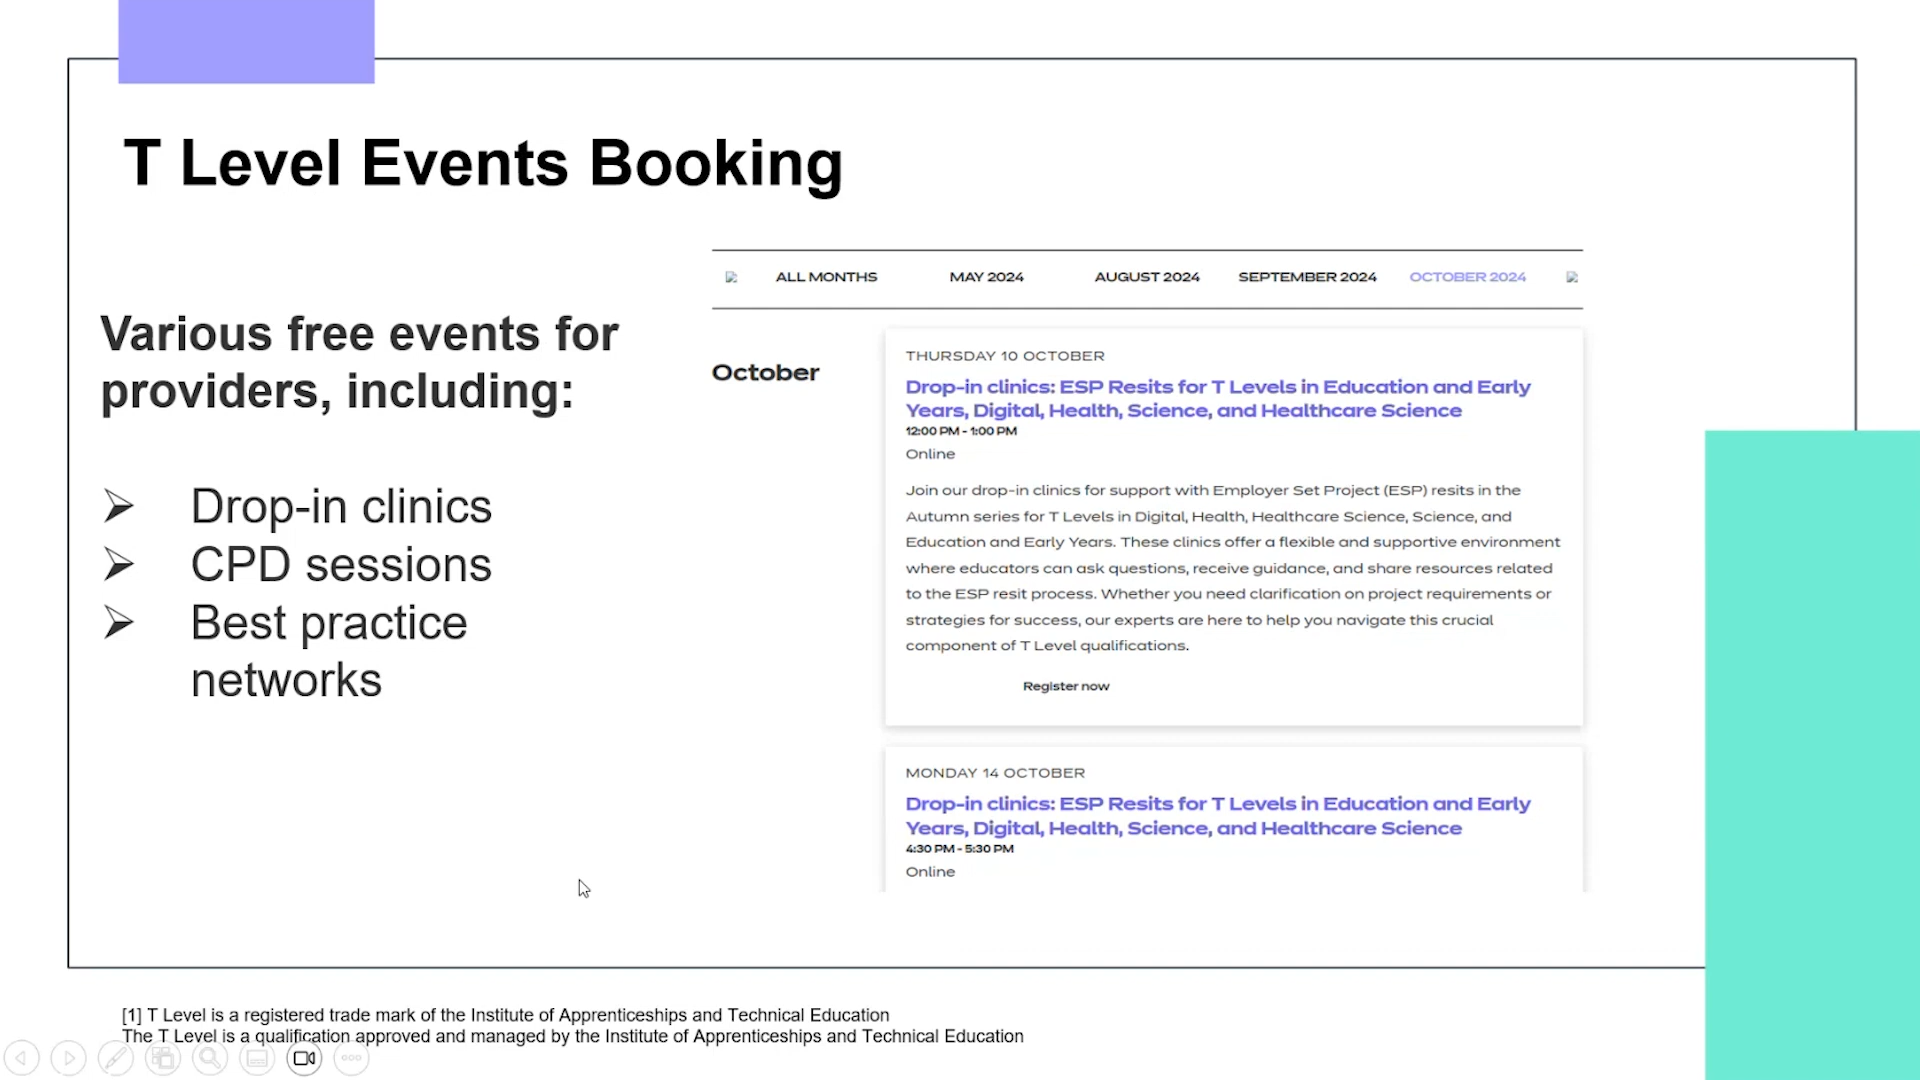 T Level Events Booking
Various free events for
providers, including:
Drop-in clinics
CPD sessions
Best practice
networks
ALL MONTHS MAY 2024 AUGUST 2024 SEPTEMBER 2024 OCTOBER 2024
October
THURSDAY 10 OCTOBER
Drop-in clinics: ESP Resits for T Levels in Education and Early
Years, Digital, Health, Science, and Healthcare Science
12:00 PM - 1:00 PM
Online
Join our drop-in clinics for support with Employer Set Project (ESP) resits in the
Autumn series for T Levels in Digital, Health, Healthcare Science, Science, and
Education and Early Years. These clinics offer a flexible and supportive environment
where educators can ask questions, receive guidance, and share resources related
to the ESP resit process. Whether you need clarification on project requirements or
strategies for success, our experts are here to help you navigate this crucial
component of T Level qualifications.
Register now
MONDAY 14 OCTOBER
Drop-in clinics: ESP Resits for T Levels in Education and Early
Years, Digital, Health, Science, and Healthcare Science
4:30 PM - 5:30 PM
Online
[1] T Level is a registered trade mark of the Institute of Apprenticeships and Technical Education
The T Level is a qualification approved and managed by the Institute of Apprenticeships and Technical Education